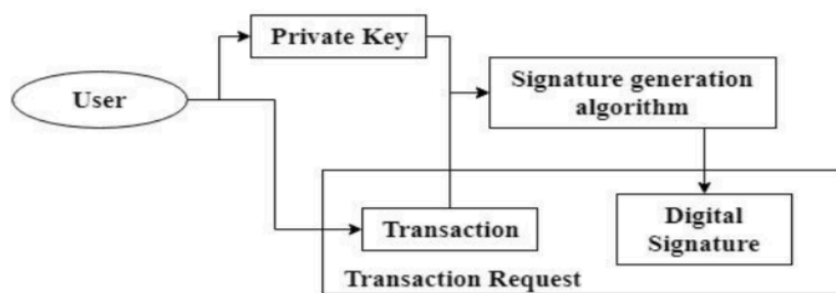 Private Key
User
Signature generation
algorithm
Transaction
Digital
Signature
Transaction Request